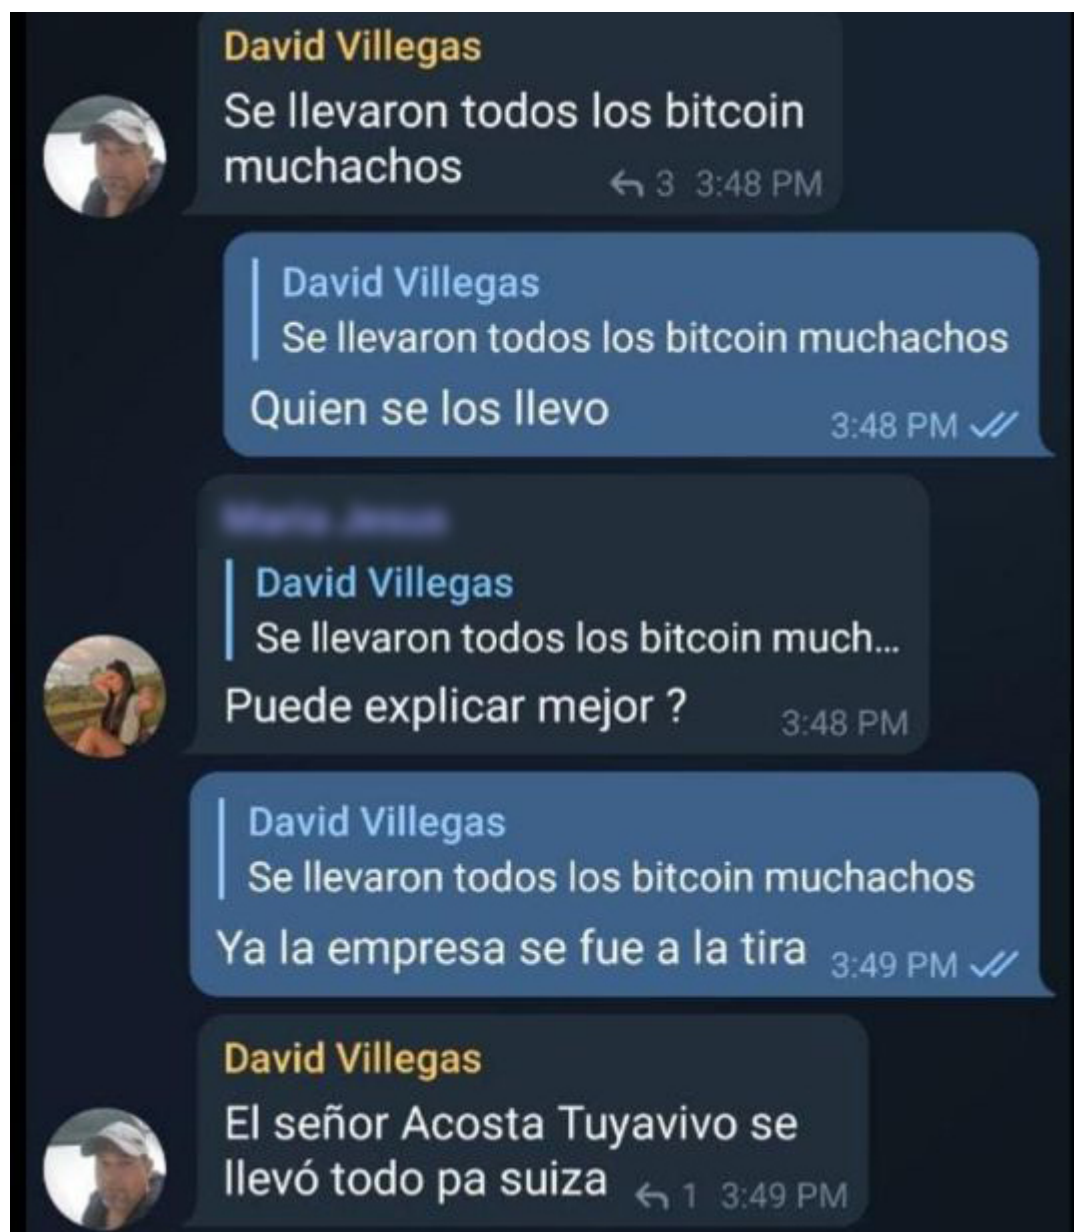 David Villegas
Se llevaron todos los bitcoin
muchachos
3 3:48 PM
David Villegas
Se llevaron todos los bitcoin muchachos
Quien se los llevo
3:48 PM
David Villegas
Se llevaron todos los bitcoin much...
Puede explicar mejor ?
3:48 PM
David Villegas
Se llevaron todos los bitcoin muchachos
Ya la empresa se fue a la tira 3:49 PM
David Villegas
El señor Acosta Tuyavivo se
llevó todo pa suiza
1 3:49 PM